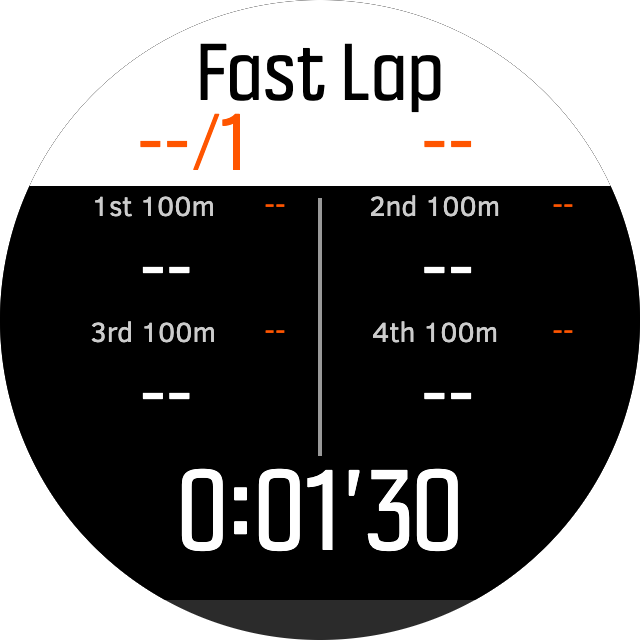 Fast Lap
--/1 --
1st 100m -- 2nd 100m --
-- --
3rd 100m -- 4th 100m --
-- --
0:01'30